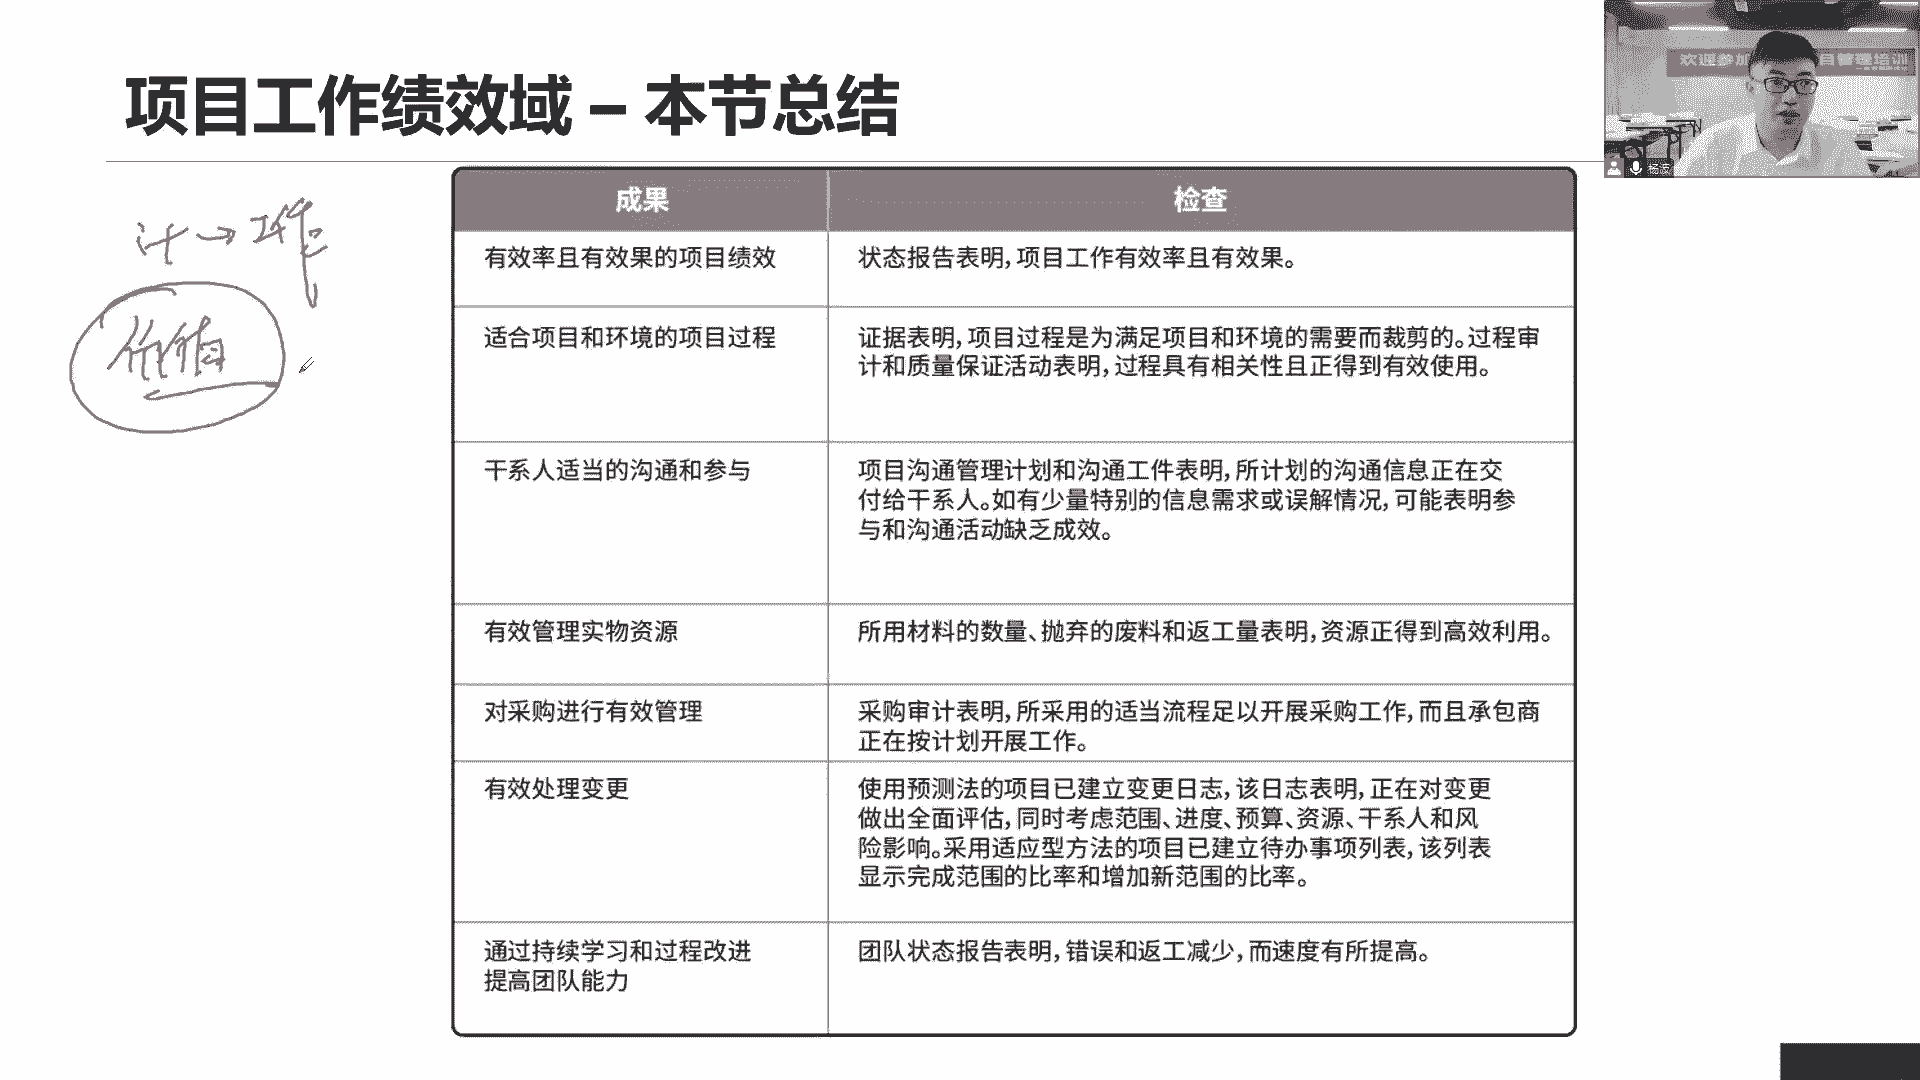 项目工作绩效域 – 本节总结
欢迎参加
目管理培训
杨波
计→工作
价值
成果
检查
有效率且有效果的项目绩效
状态报告表明，项目工作有效率且有效果。
适合项目和环境的项目过程
证据表明，项目过程是为满足项目和环境的需要而裁剪的。过程审
计和质量保证活动表明，过程具有相关性且正得到有效使用。
干系人适当的沟通和参与
项目沟通管理计划和沟通工件表明，所计划的沟通信息正在交
付给干系人。如有少量特别的信息需求或误解情况，可能表明参
与和沟通活动缺乏成效。
有效管理实物资源
所用材料的数量、抛弃的废料和返工量表明，资源正得到高效利用。
对采购进行有效管理
采购审计表明，所采用的适当流程足以开展采购工作，而且承包商
正在按计划开展工作。
有效处理变更
使用预测法的项目已建立变更日志，该日志表明，正在对变更
做出全面评估，同时考虑范围、进度、预算、资源、干系人和风
险影响。采用适应型方法的项目已建立待办事项列表，该列表
显示完成范围的比率和增加新范围的比率。
通过持续学习和过程改进
提高团队能力
团队状态报告表明，错误和返工减少，而速度有所提高。